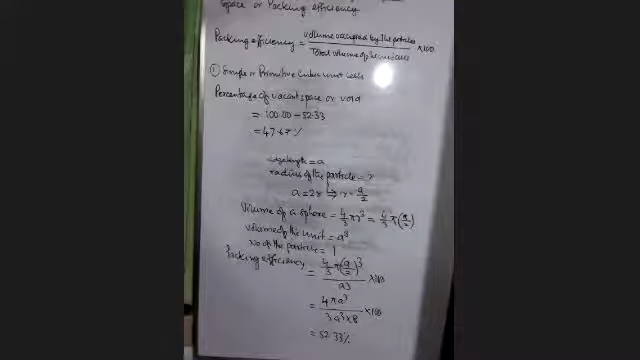 Space or Packing efficiency
Packing efficiency = volume occupied by the particles / Total volume of the unit cell × 100
① Simple or Primitive Cubic Unit Cells
Percentage of vacant space or void
= 100.00 - 52.33
= 47.67 %
edge length = a
radius of the particle = r
a = 2r ⇒ r = a/2
Volume of a sphere = 4/3 πr³ = 4/3 π(a/2)
volume of the unit = a³
No of the particle = 1
Packing efficiency = 4/3 π(a/2)³ / a³ × 100
= 4πa³ / 3a³×8 × 100
= 52.33%